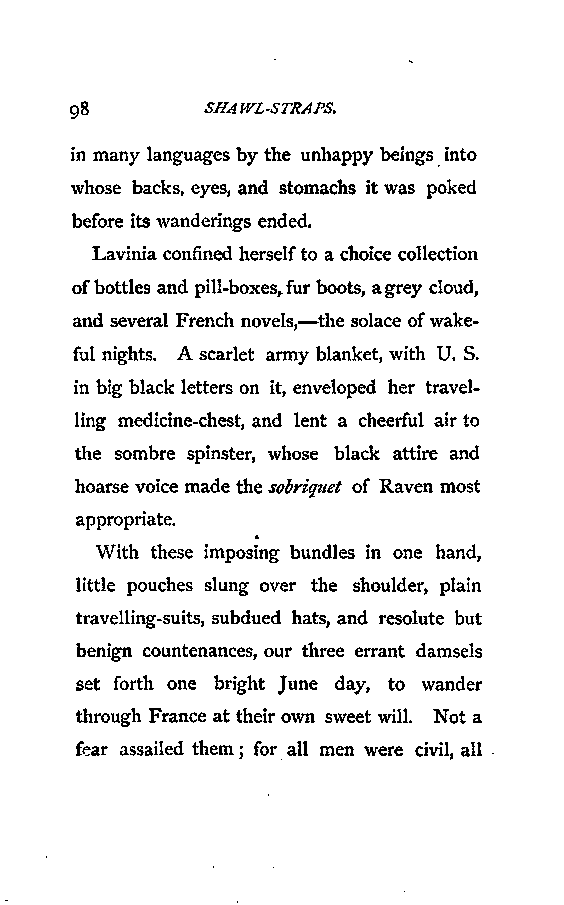 98 SHAWL-STRAPS.
in many languages by the unhappy beings into
whose backs, eyes, and stomachs it was poked
before its wanderings ended.
Lavinia confined herself to a choice collection
of bottles and pill-boxes, fur boots, a grey cloud,
and several French novels,—the solace of wake-
ful nights. A scarlet army blanket, with U. S.
in big black letters on it, enveloped her travel-
ling medicine-chest, and lent a cheerful air to
the sombre spinster, whose black attire and
hoarse voice made the sobriquet of Raven most
appropriate.
With these imposing bundles in one hand,
little pouches slung over the shoulder, plain
travelling-suits, subdued hats, and resolute but
benign countenances, our three errant damsels
set forth one bright June day, to wander
through France at their own sweet will. Not a
fear assailed them; for all men were civil, all